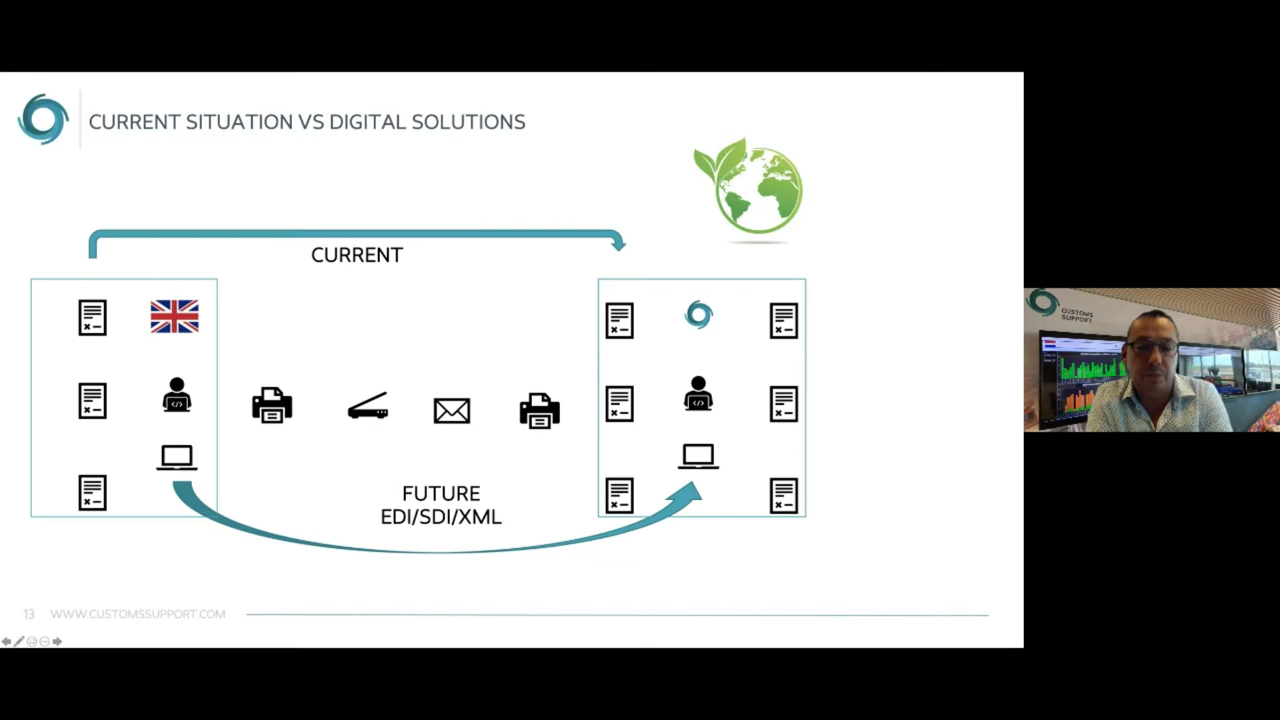 CURRENT SITUATION VS DIGITAL SOLUTIONS
CURRENT
FUTURE
EDI/SDI/XML
13 WWW.CUSTOMSSUPPORT.COM
CUSTOMS
SUPPORT